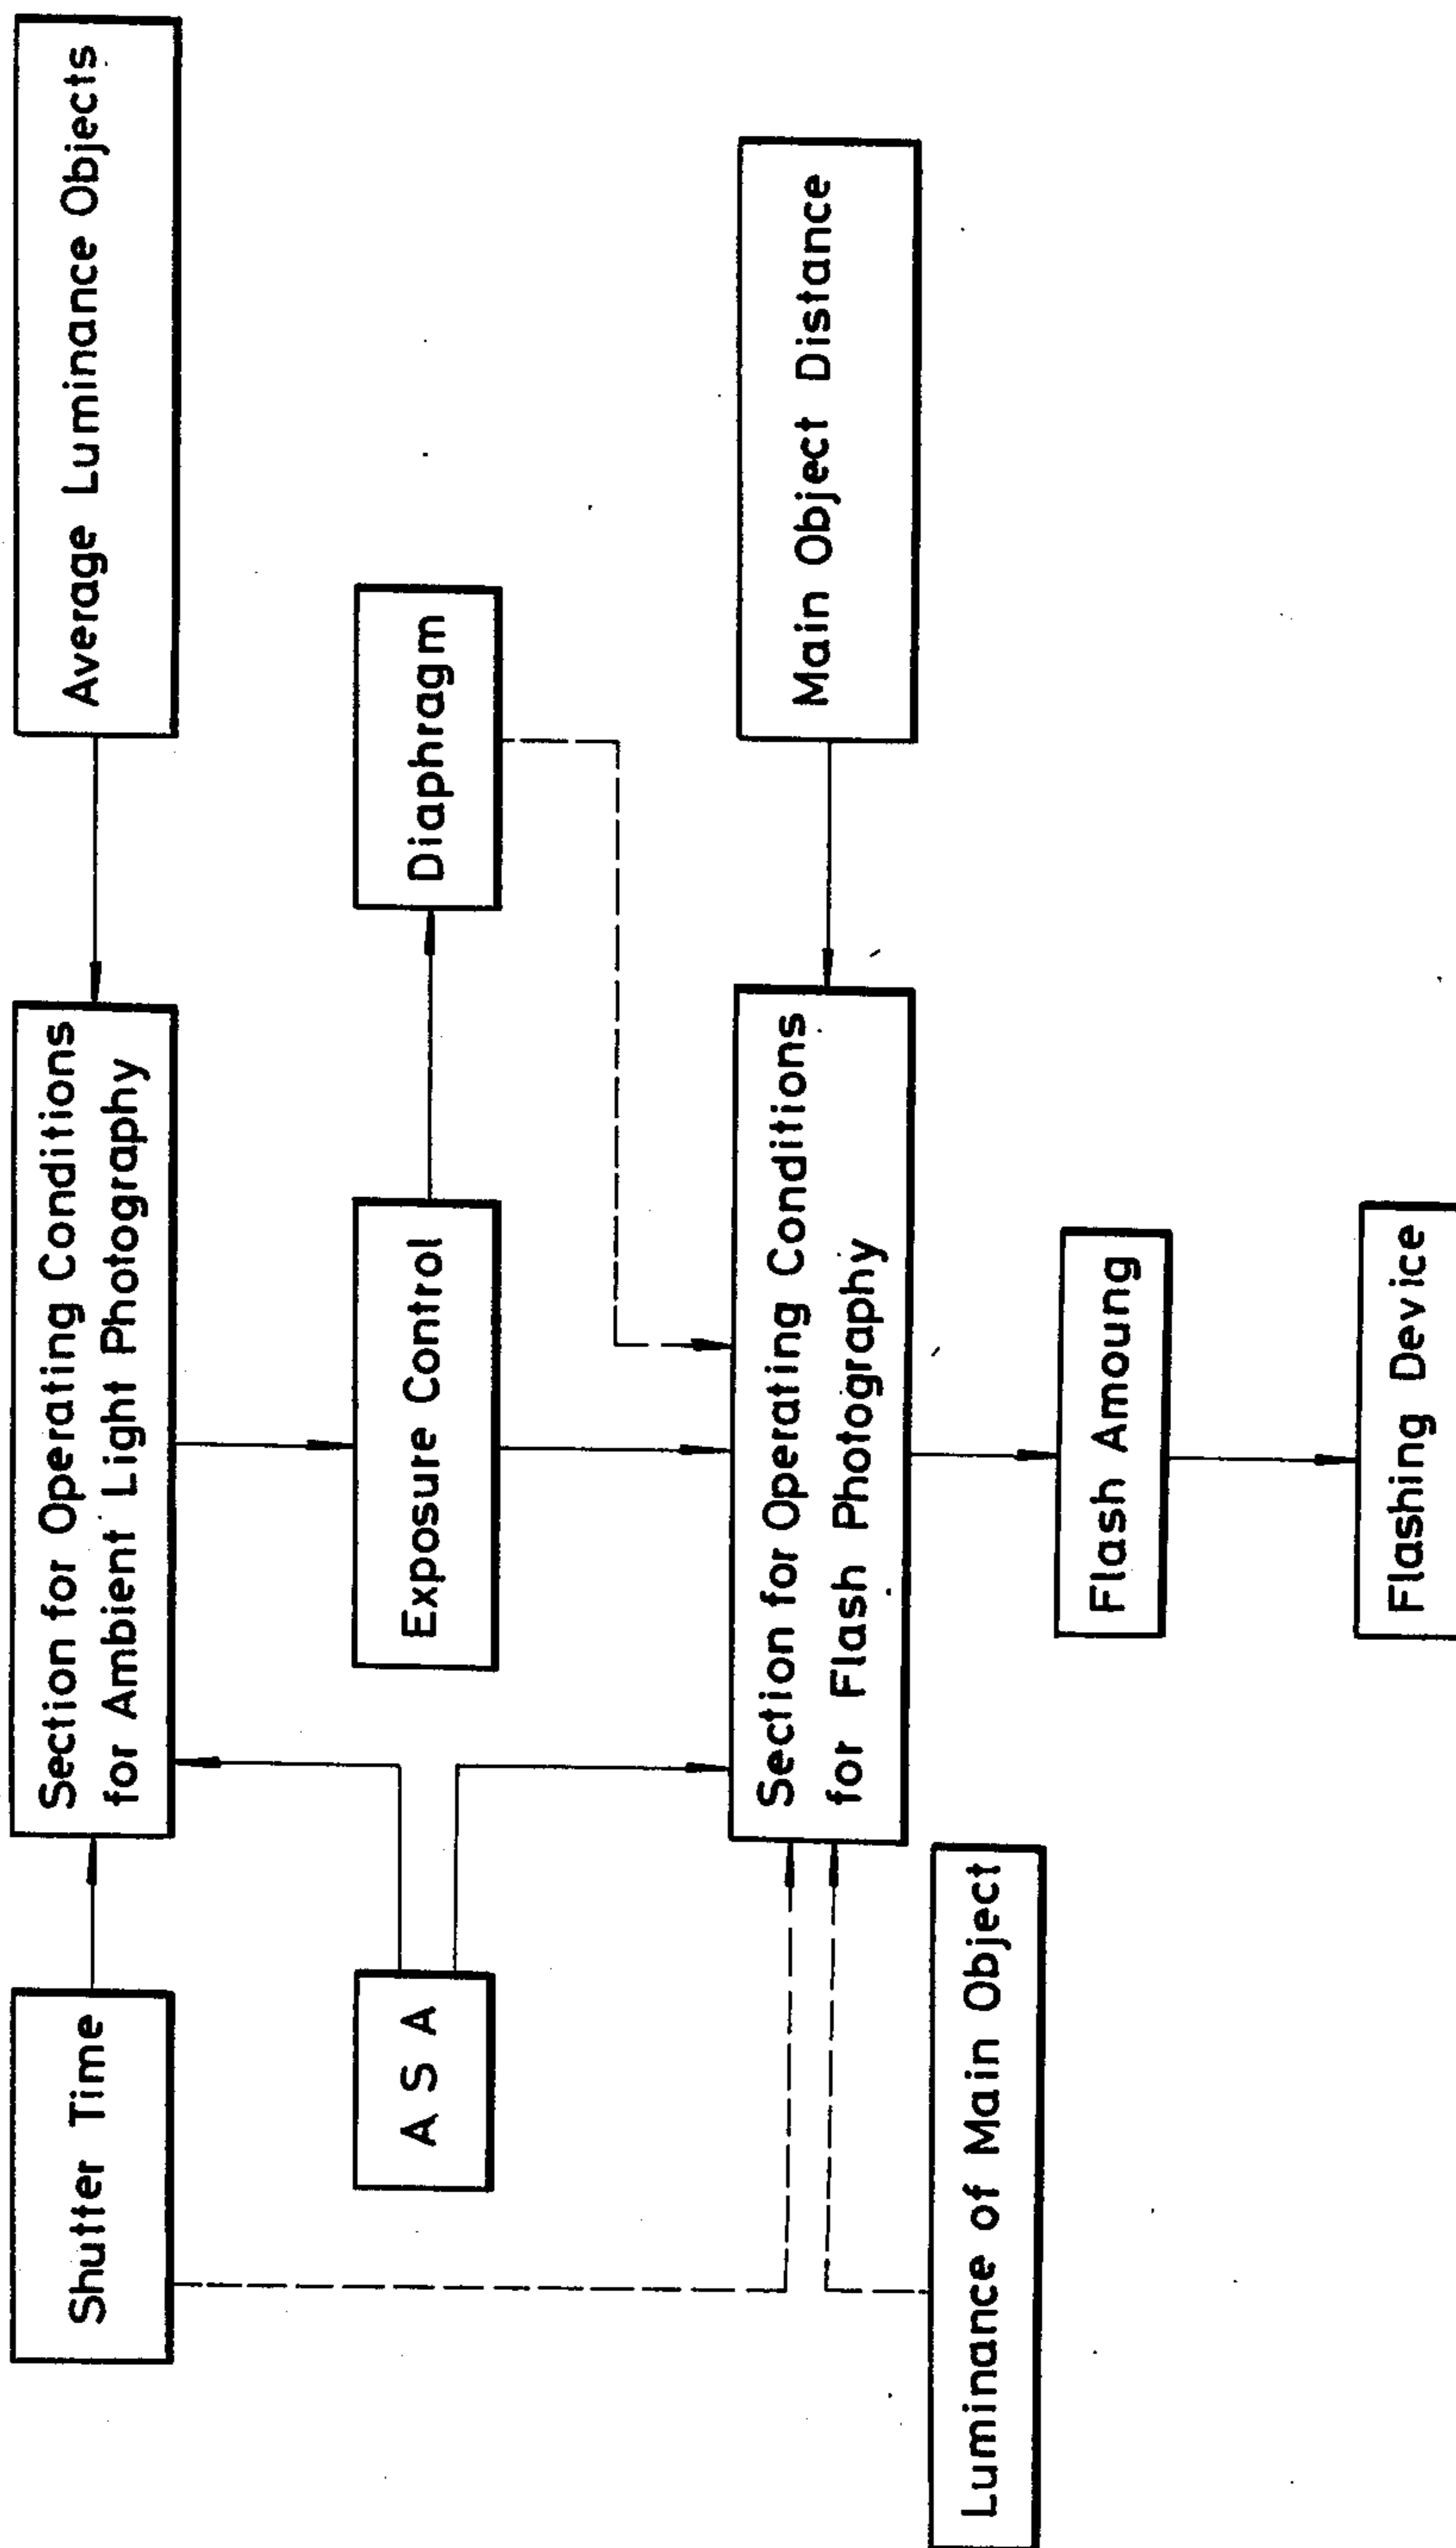 Shutter Time
Section for Operating Conditions
for Ambient Light Photography
Average Luminance Objects
A S A
Exposure Control
Diaphragm
Section for Operating Conditions
for Flash Photography
Main Object Distance
Luminance of Main Object
Flash Amoung
Flashing Device